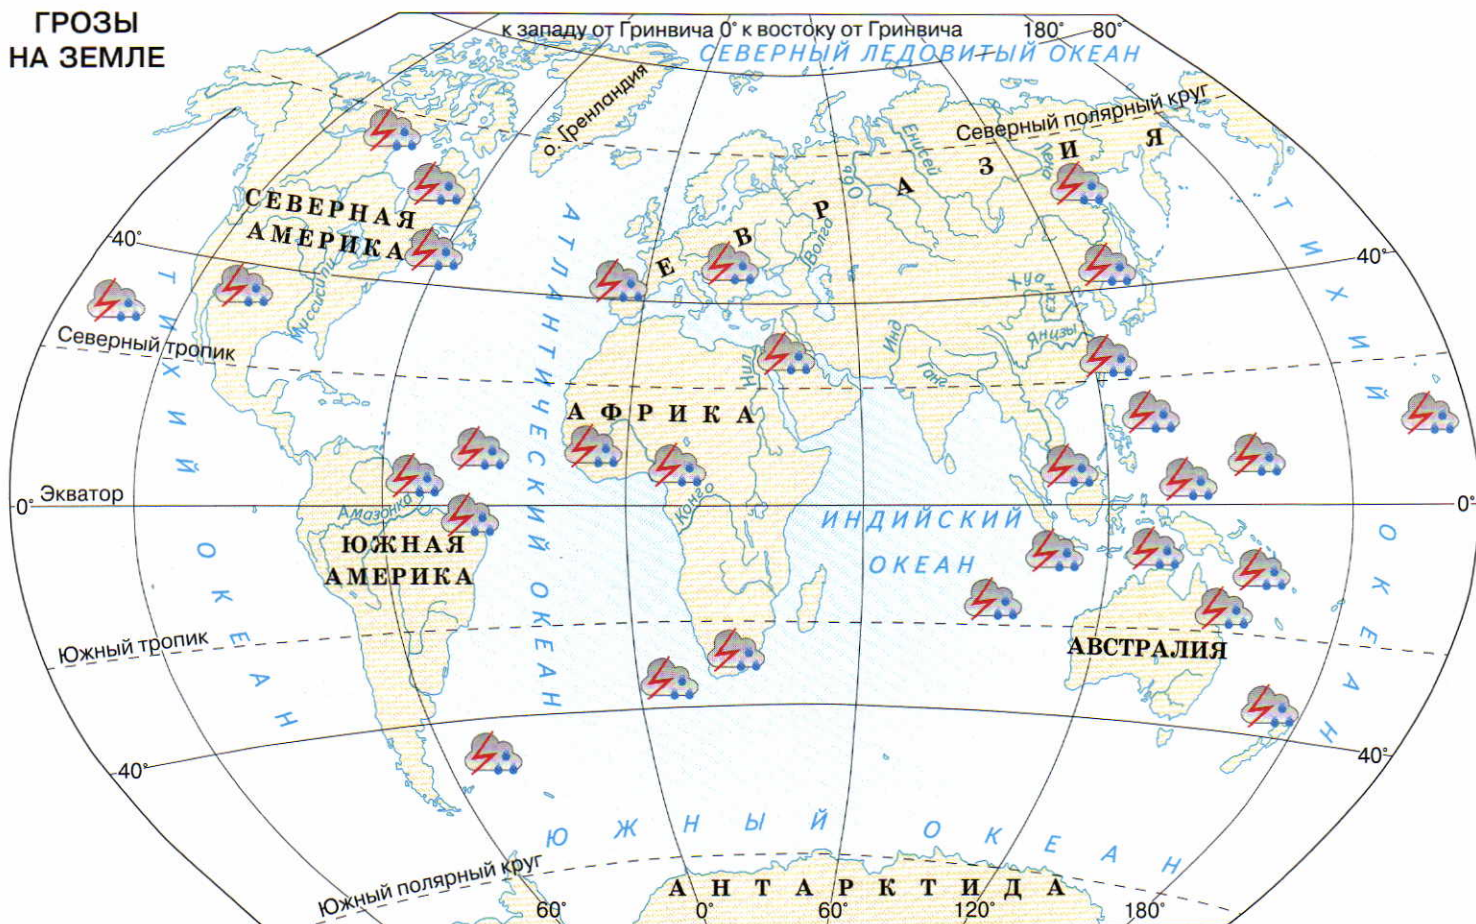 ГРОЗЫ
НА ЗЕМЛЕ
к западу от Гринвича 0° к востоку от Гринвича
180° 80°
СЕВЕРНЫЙ ЛЕДОВИТЫЙ ОКЕАН
о. Гренландия
Северный полярный круг
СЕВЕРНАЯ
АМЕРИКА
ЕВРАЗИЯ
Енисей
Лена
Обь
Волга
40°
40°
Миссисипи
Хуанхэ
Янцзы
Инд
Ганг
Нил
Северный тропик
ТИХИЙ ОКЕАН
АТЛАНТИЧЕСКИЙ ОКЕАН
ТИХИЙ ОКЕАН
АФРИКА
0° Экватор
0°
Амазонка
Конго
ЮЖНАЯ
АМЕРИКА
ИНДИЙСКИЙ
ОКЕАН
Южный тропик
АВСТРАЛИЯ
40°
40°
ЮЖНЫЙ ОКЕАН
Южный полярный круг
АНТАРКТИДА
60° 0° 60° 120° 180°